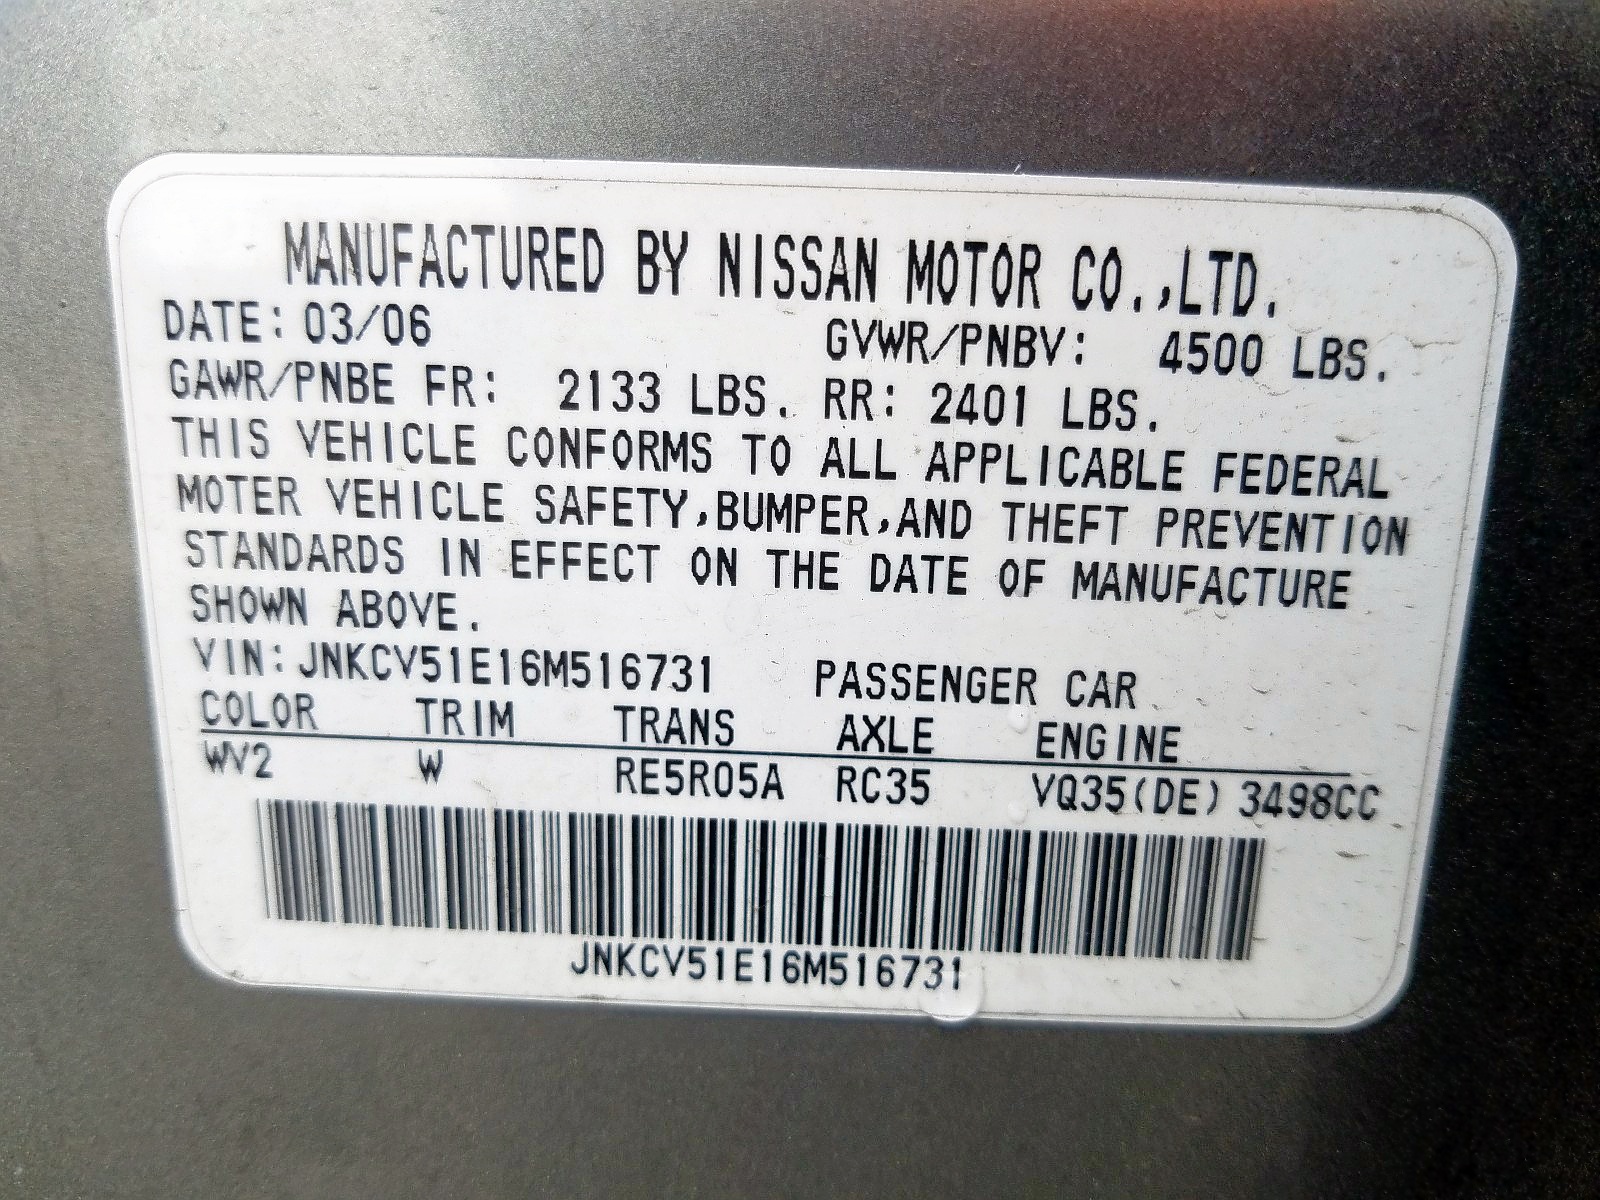 MANUFACTURED BY NISSAN MOTOR CO.,LTD.
DATE: 03/06 GVWR/PNBV: 4500 LBS.
GAWR/PNBE FR: 2133 LBS. RR: 2401 LBS.
THIS VEHICLE CONFORMS TO ALL APPLICABLE FEDERAL
MOTER VEHICLE SAFETY,BUMPER,AND THEFT PREVENTION
STANDARDS IN EFFECT ON THE DATE OF MANUFACTURE
SHOWN ABOVE.
VIN: JNKCV51E16M516731 PASSENGER CAR
COLOR TRIM TRANS AXLE ENGINE
WV2 W RE5R05A RC35 VQ35(DE) 3498CC
JNKCV51E16M516731